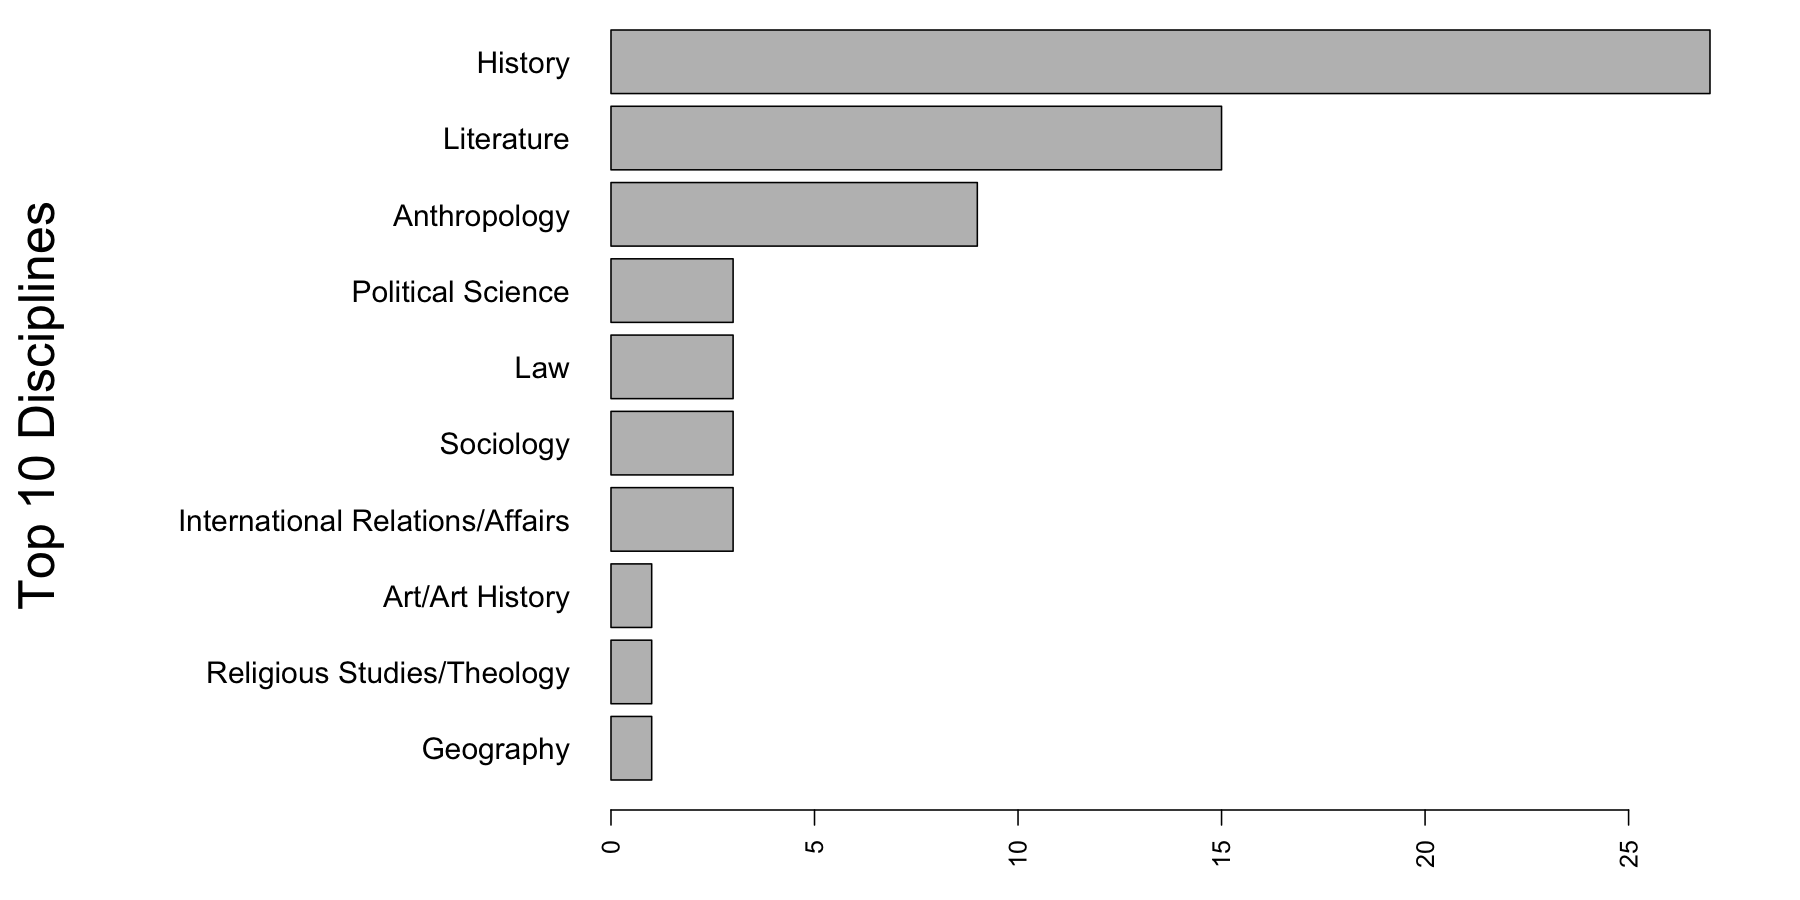 Top 10 Disciplines
History
Literature
Anthropology
Political Science
Law
Sociology
International Relations/Affairs
Art/Art History
Religious Studies/Theology
Geography
0 5 10 15 20 25